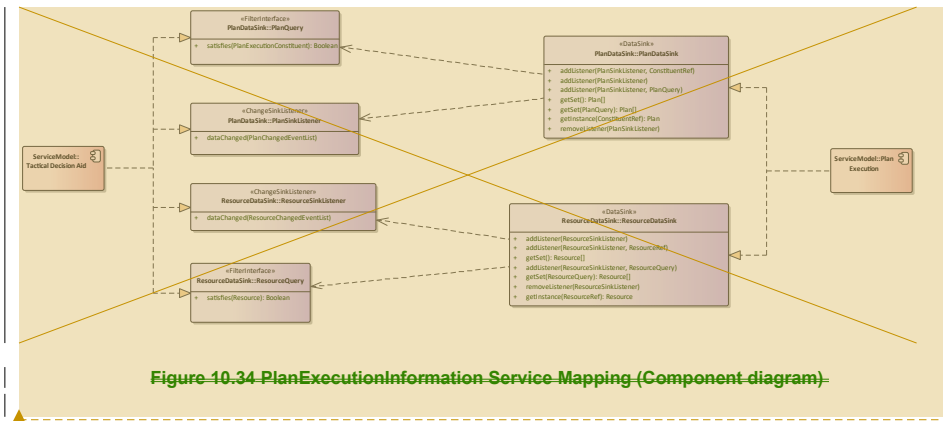 «FilterInterface»
PlanDataSink::PlanQuery
+ satisfies(PlanExecutionConstituent): Boolean
«ChangeSinkListener»
PlanDataSink::PlanSinkListener
+ dataChanged(PlanChangedEventList)
ServiceModel::
Tactical Decision Aid
«ChangeSinkListener»
ResourceDataSink::ResourceSinkListener
+ dataChanged(ResourceChangedEventList)
«FilterInterface»
ResourceDataSink::ResourceQuery
+ satisfies(Resource): Boolean
«DataSink»
PlanDataSink::PlanDataSink
+ addListener(PlanSinkListener, ConstituentRef)
+ addListener(PlanSinkListener)
+ addListener(PlanSinkListener, PlanQuery)
+ getSet(): Plan[]
+ getSet(PlanQuery): Plan[]
+ getInstance(ConstituentRef): Plan
+ removeListener(PlanSinkListener)
«DataSink»
ResourceDataSink::ResourceDataSink
+ addListener(ResourceSinkListener)
+ addListener(ResourceSinkListener, ResourceRef)
+ getSet(): Resource[]
+ addListener(ResourceSinkListener, ResourceQuery)
+ getSet(ResourceQuery): Resource[]
+ removeListener(ResourceSinkListener)
+ getInstance(ResourceRef): Resource
ServiceModel::Plan
Execution
Figure 10.34 PlanExecutionInformation Service Mapping (Component diagram)